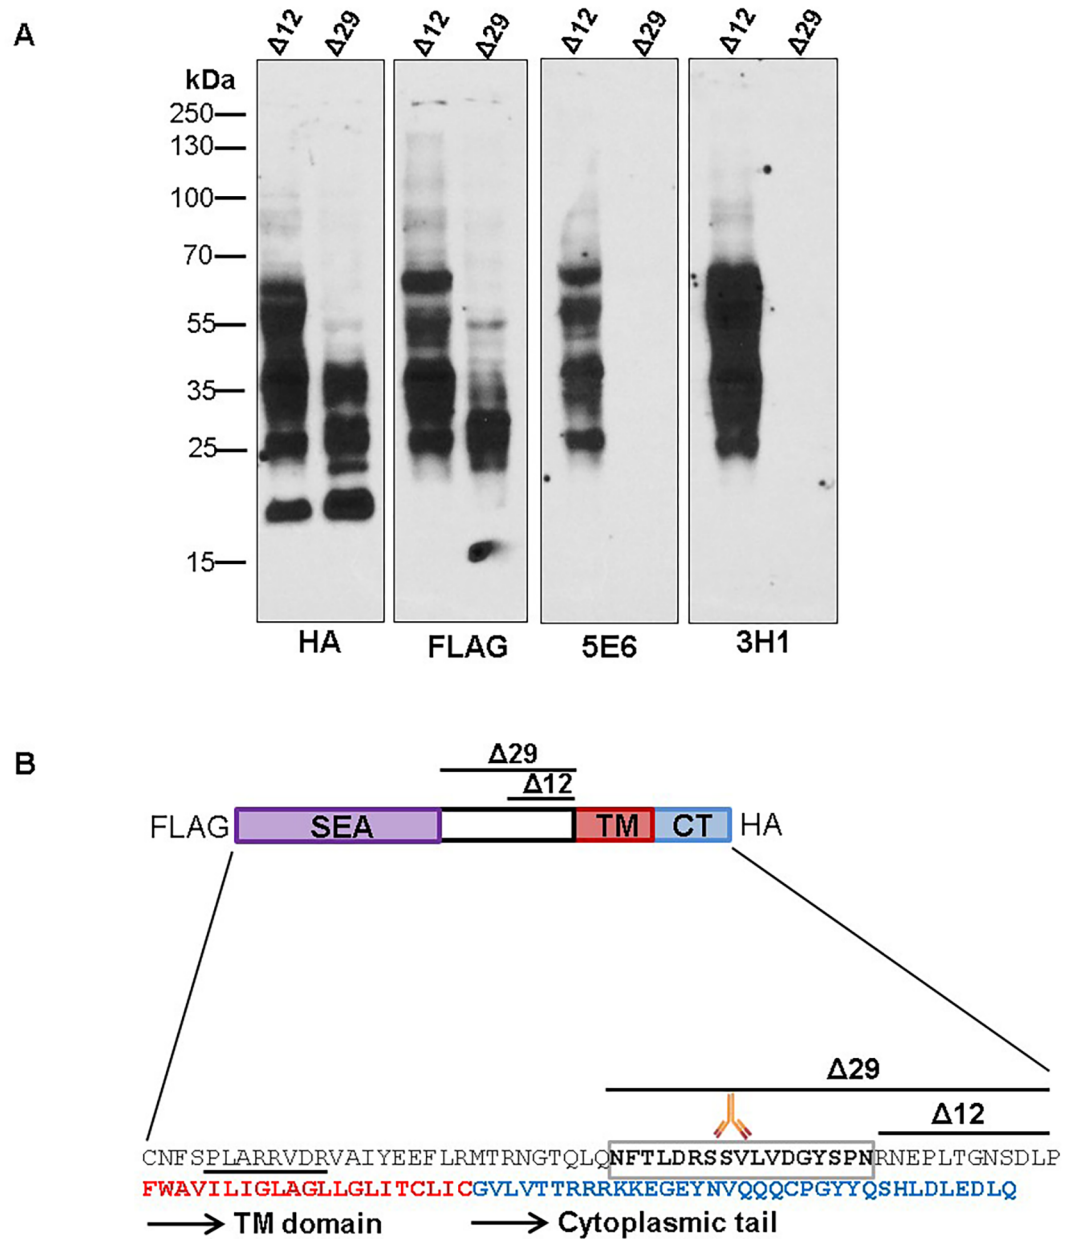 A
Δ12 Δ29 Δ12 Δ29 Δ12 Δ29 Δ12 Δ29
kDa
250
130
100
70
55
35
25
15
HA FLAG 5E6 3H1
B
Δ29
Δ12
FLAG SEA TM CT HA
Δ29
Δ12
CNFSPLARRVDRVAIYEEFLRMTRNGTQLQNFTLDRSSVLVDGYSPNRNEPLTGNSDLP
FWAVILIGLAGLLGLITCLICGVLVTTRRRKKEGEYNVQQQCPGYYQSHLDLEDLQ
TM domain Cytoplasmic tail